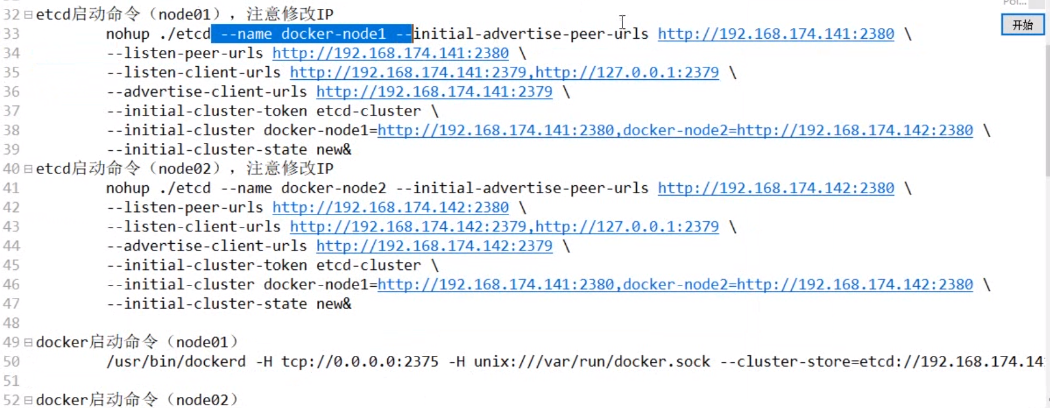 Pol...
开始
32 etcd启动命令（node01），注意修改IP
33 nohup ./etcd --name docker-node1 --initial-advertise-peer-urls http://192.168.174.141:2380 \
34 --listen-peer-urls http://192.168.174.141:2380 \
35 --listen-client-urls http://192.168.174.141:2379,http://127.0.0.1:2379 \
36 --advertise-client-urls http://192.168.174.141:2379 \
37 --initial-cluster-token etcd-cluster \
38 --initial-cluster docker-node1=http://192.168.174.141:2380,docker-node2=http://192.168.174.142:2380 \
39 --initial-cluster-state new&
40 etcd启动命令（node02），注意修改IP
41 nohup ./etcd --name docker-node2 --initial-advertise-peer-urls http://192.168.174.142:2380 \
42 --listen-peer-urls http://192.168.174.142:2380 \
43 --listen-client-urls http://192.168.174.142:2379,http://127.0.0.1:2379 \
44 --advertise-client-urls http://192.168.174.142:2379 \
45 --initial-cluster-token etcd-cluster \
46 --initial-cluster docker-node1=http://192.168.174.141:2380,docker-node2=http://192.168.174.142:2380 \
47 --initial-cluster-state new&
48
49 docker启动命令（node01）
50 /usr/bin/dockerd -H tcp://0.0.0.0:2375 -H unix:///var/run/docker.sock --cluster-store=etcd://192.168.174.14
51
52 docker启动命令（node02）